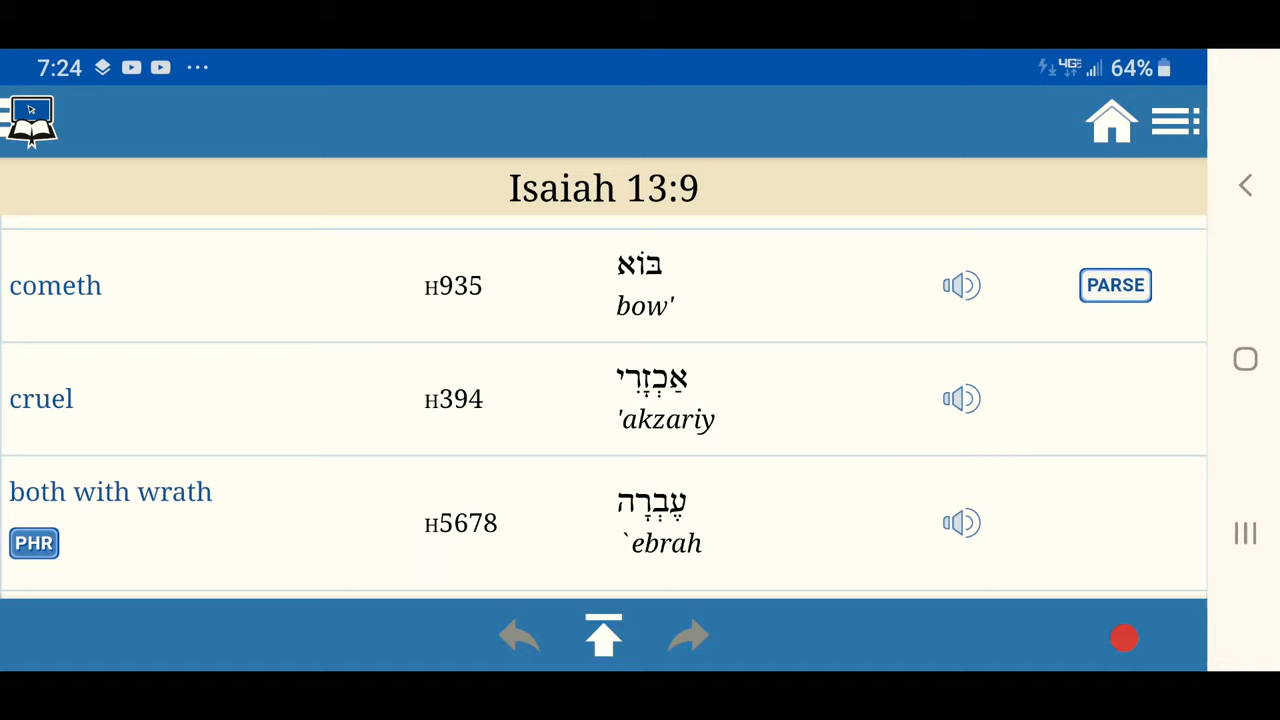 7:24 ... 4G 64%
Isaiah 13:9
cometh H935 בּוֹא PARSE
bow'
cruel H394 אַכְזָרִי
'akzariy
both with wrath H5678 עֶבְרָה
PHR `ebrah